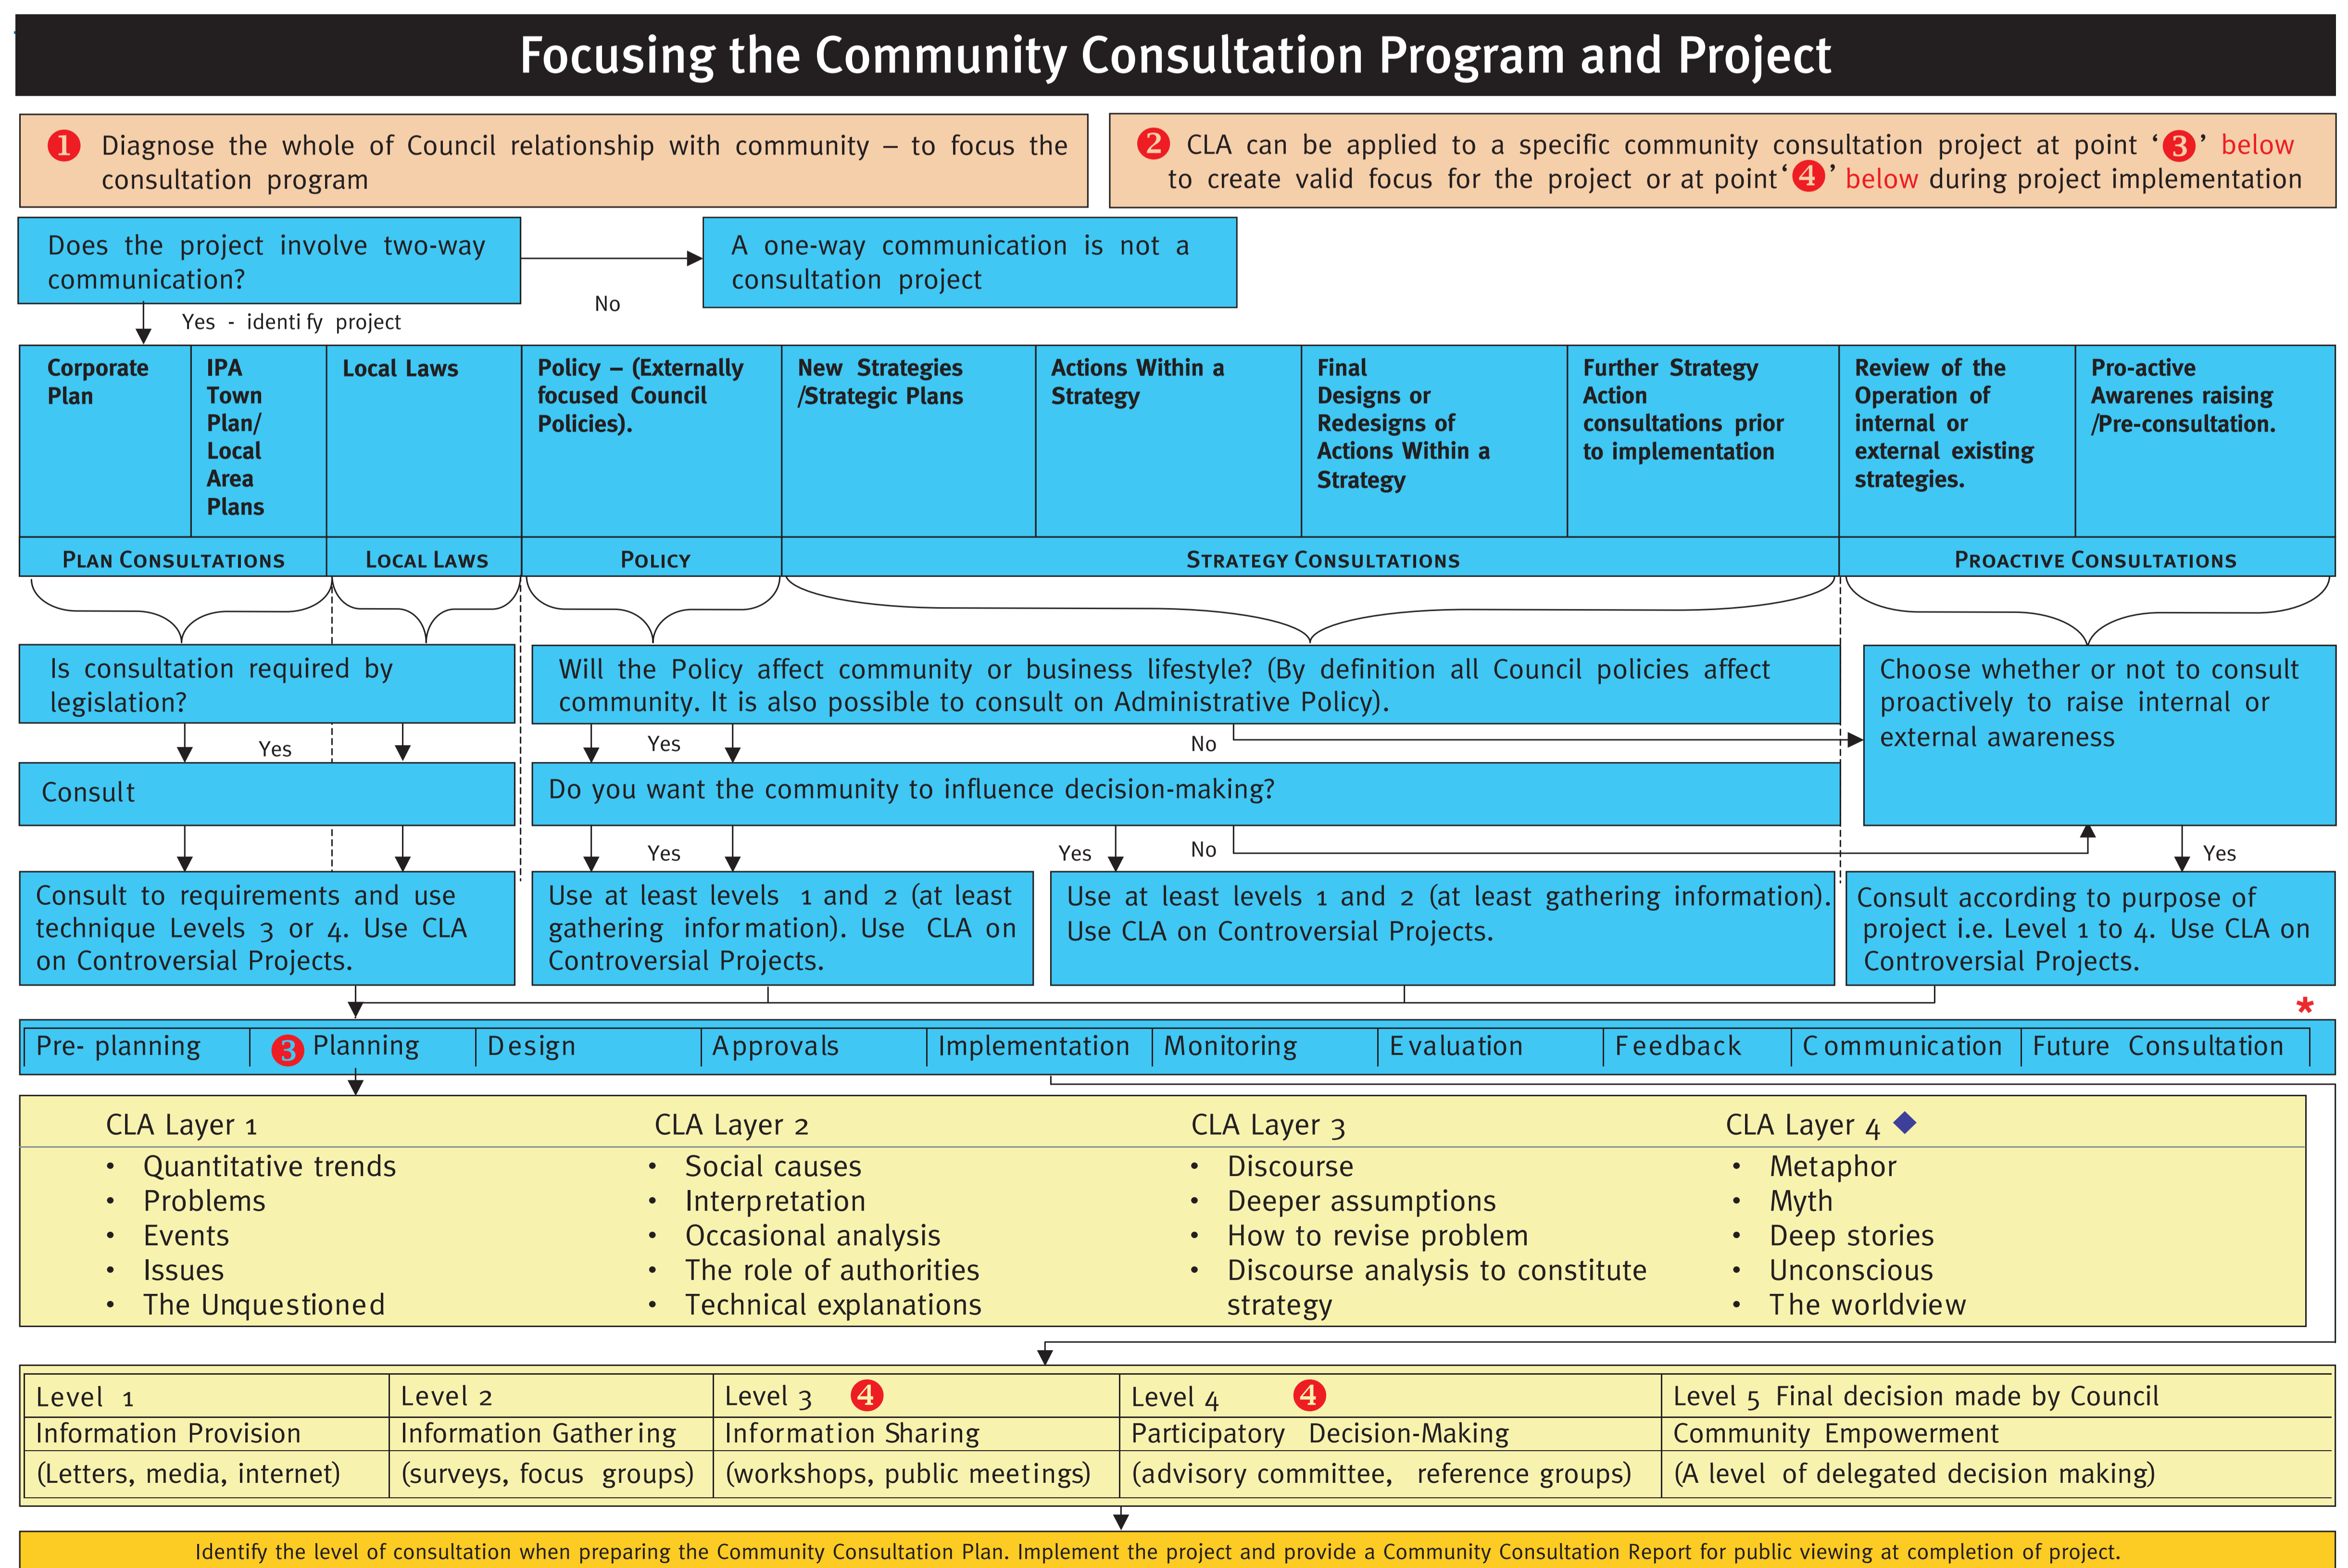 Focusing the Community Consultation Program and Project
1 Diagnose the whole of Council relationship with community – to focus the
consultation program
2 CLA can be applied to a specific community consultation project at point ‘3’ below
to create valid focus for the project or at point ‘4’ below during project implementation
Does the project involve two-way
communication?
A one-way communication is not a
consultation project
No
Yes - identify project
Corporate
Plan
IPA
Town
Plan/
Local
Area
Plans
Local Laws
Policy – (Externally
focused Council
Policies).
New Strategies
/Strategic Plans
Actions Within a
Strategy
Final
Designs or
Redesigns of
Actions Within a
Strategy
Further Strategy
Action
consultations prior
to implementation
Review of the
Operation of
internal or
external existing
strategies.
Pro-active
Awarenes raising
/Pre-consultation.
PLAN CONSULTATIONS
LOCAL LAWS
POLICY
STRATEGY CONSULTATIONS
PROACTIVE CONSULTATIONS
Is consultation required by
legislation?
Will the Policy affect community or business lifestyle? (By definition all Council policies affect
community. It is also possible to consult on Administrative Policy).
Choose whether or not to consult
proactively to raise internal or
external awareness
Yes
Yes
No
Consult
Do you want the community to influence decision-making?
Yes
Yes
No
Yes
Consult to requirements and use
technique Levels 3 or 4. Use CLA
on Controversial Projects.
Use at least levels 1 and 2 (at least
gathering information). Use CLA on
Controversial Projects.
Use at least levels 1 and 2 (at least gathering information).
Use CLA on Controversial Projects.
Consult according to purpose of
project i.e. Level 1 to 4. Use CLA on
Controversial Projects.
*
Pre- planning
3 Planning
Design
Approvals
Implementation
Monitoring
Evaluation
Feedback
Communication
Future Consultation
CLA Layer 1
• Quantitative trends
• Problems
• Events
• Issues
• The Unquestioned
CLA Layer 2
• Social causes
• Interpretation
• Occasional analysis
• The role of authorities
• Technical explanations
CLA Layer 3
• Discourse
• Deeper assumptions
• How to revise problem
• Discourse analysis to constitute
strategy
CLA Layer 4 ◆
• Metaphor
• Myth
• Deep stories
• Unconscious
• The worldview
Level 1
Information Provision
(Letters, media, internet)
Level 2
Information Gathering
(surveys, focus groups)
Level 3 4
Information Sharing
(workshops, public meetings)
Level 4 4
Participatory Decision-Making
(advisory committee, reference groups)
Level 5 Final decision made by Council
Community Empowerment
(A level of delegated decision making)
Identify the level of consultation when preparing the Community Consultation Plan. Implement the project and provide a Community Consultation Report for public viewing at completion of project.